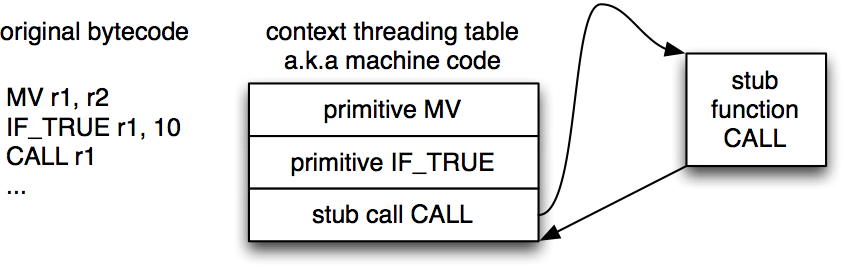 original bytecode
MV r1, r2
IF_TRUE r1, 10
CALL r1
...
context threading table
a.k.a machine code
primitive MV
primitive IF_TRUE
stub call CALL
stub
function
CALL